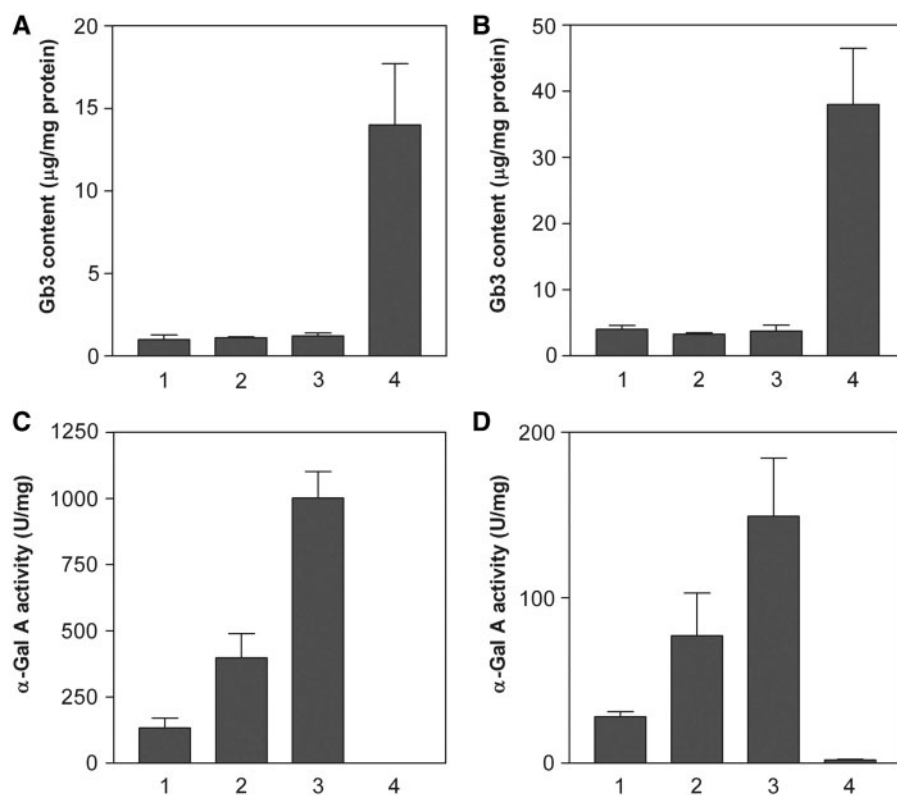 A
Gb3 content (μg/mg protein)
20
15
10
5
0
1 2 3 4
B
Gb3 content (μg/mg protein)
50
40
30
20
10
0
1 2 3 4
C
α-Gal A activity (U/mg)
1250
1000
750
500
250
0
1 2 3 4
D
α-Gal A activity (U/mg)
200
100
0
1 2 3 4